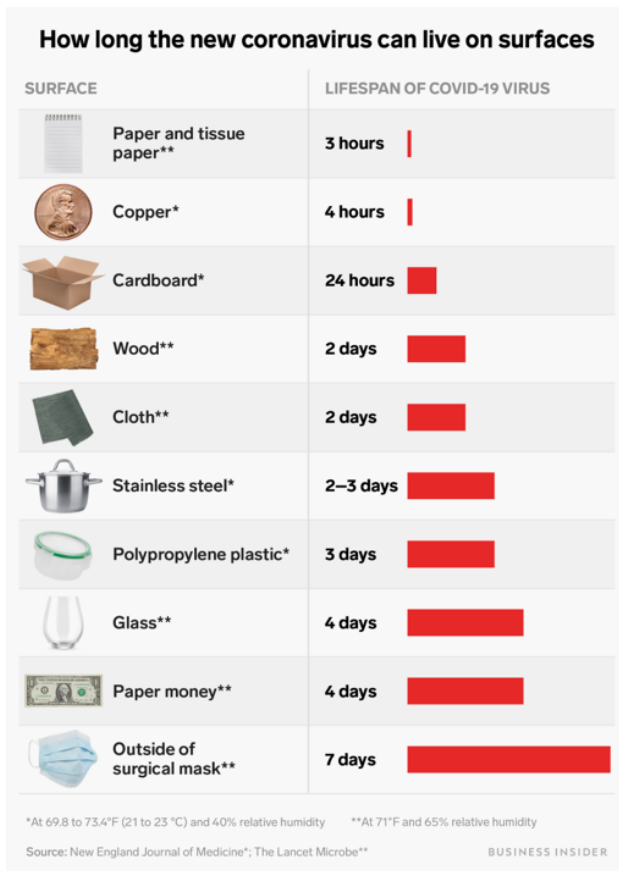 How long the new coronavirus can live on surfaces
SURFACE
LIFESPAN OF COVID-19 VIRUS
Paper and tissue
paper**
3 hours
Copper*
4 hours
Cardboard*
24 hours
Wood**
2 days
Cloth**
2 days
Stainless steel*
2–3 days
Polypropylene plastic*
3 days
Glass**
4 days
Paper money**
4 days
Outside of
surgical mask**
7 days
*At 69.8 to 73.4°F (21 to 23 °C) and 40% relative humidity
**At 71°F and 65% relative humidity
Source: New England Journal of Medicine*; The Lancet Microbe**
BUSINESS INSIDER